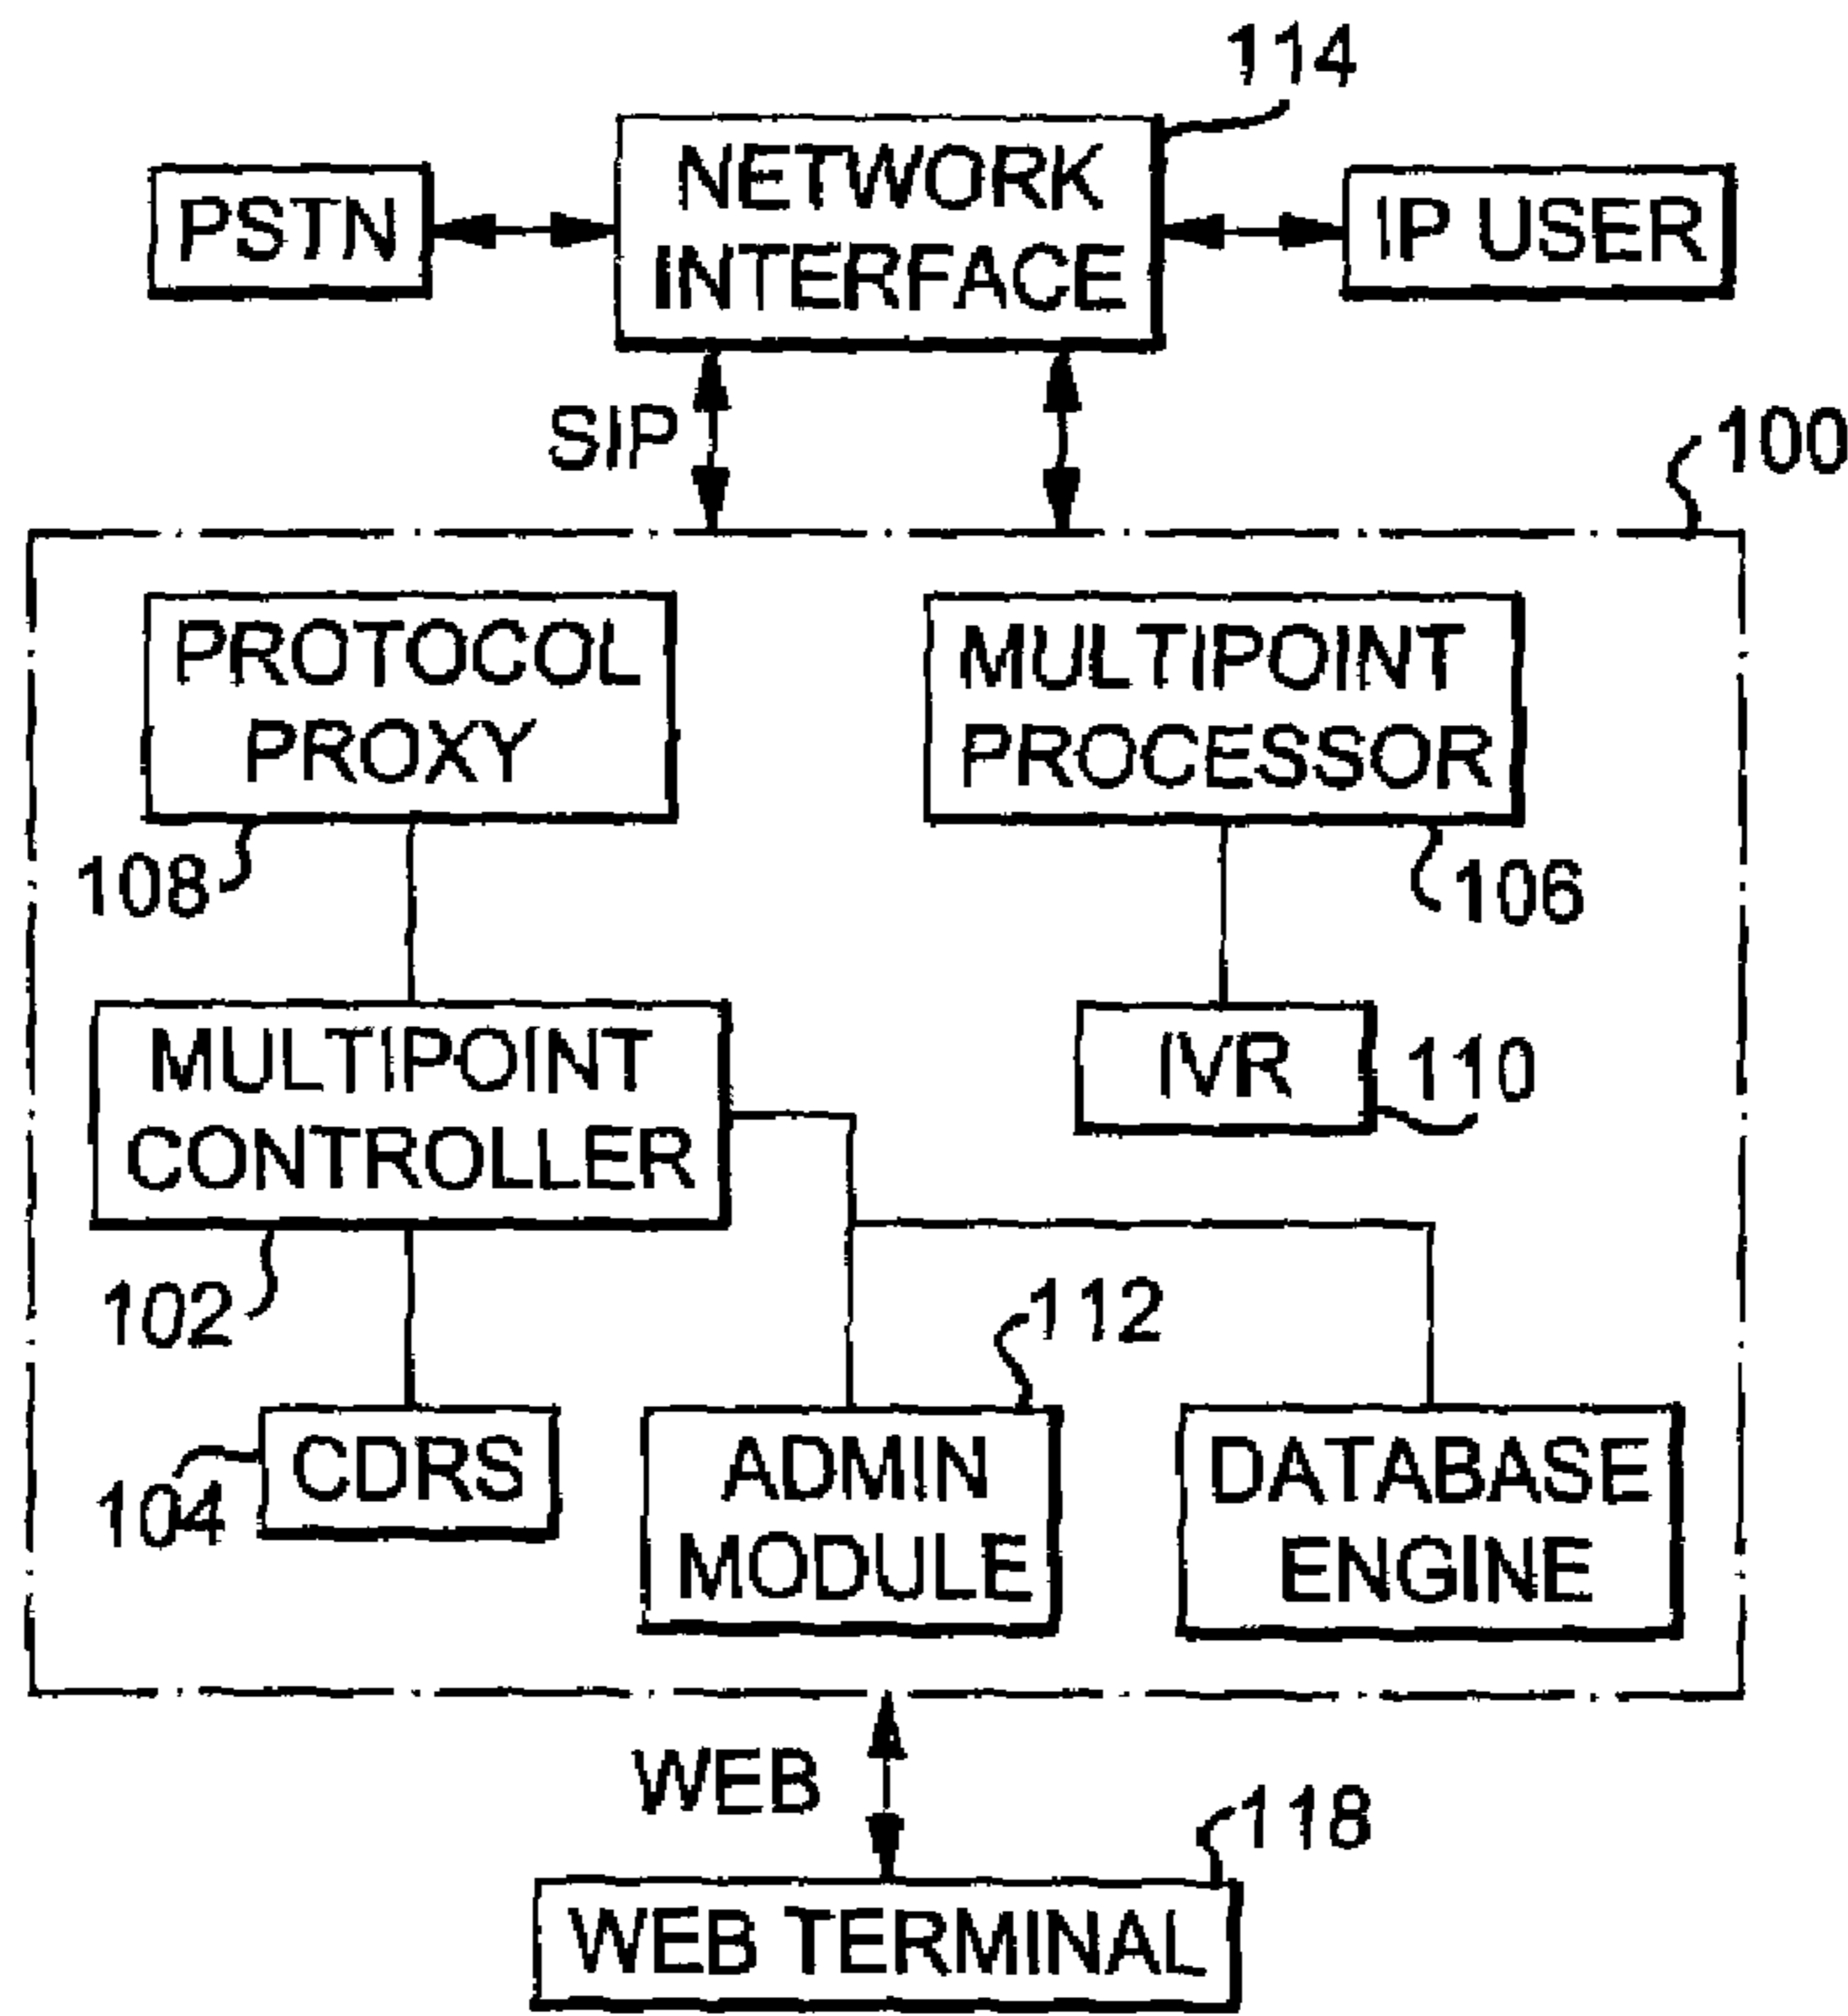 114
NETWORK
INTERFACE
PSTN
IP USER
SIP
100
PROTOCOL
PROXY
MULTIPOINT
PROCESSOR
108
106
MULTIPOINT
CONTROLLER
IVR
110
102
112
CDRS
104
ADMIN
MODULE
DATABASE
ENGINE
WEB
118
WEB TERMINAL